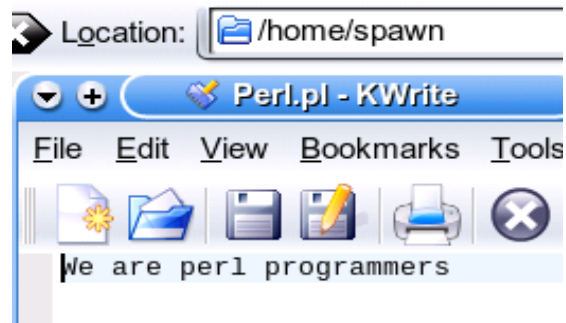 Location: /home/spawn
Perl.pl - KWrite
File Edit View Bookmarks Tools
We are perl programmers